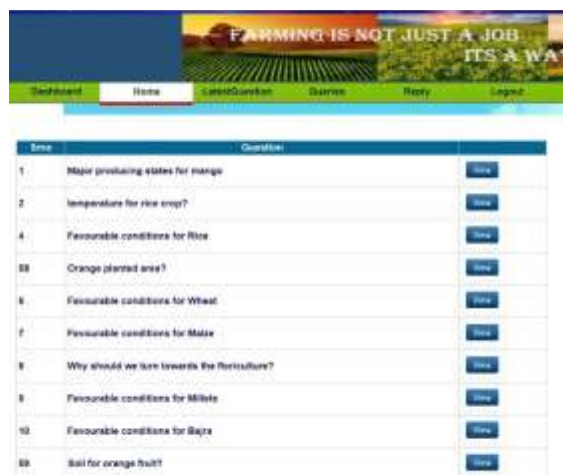 FARMING IS NOT JUST A JOB
ITS A WA
Dashboard Home LatestQuestion Queries Reply Logout
Srno Question
1 Major producing states for mango View
2 temperature for rice crop? View
4 Favourable conditions for Rice View
Orange planted area? View
Favourable conditions for Wheat View
7 Favourable conditions for Maize View
8 Why should we turn towards the floriculture? View
9 Favourable conditions for Millets View
10 Favourable conditions for Bajra View
Soil for orange fruit? View